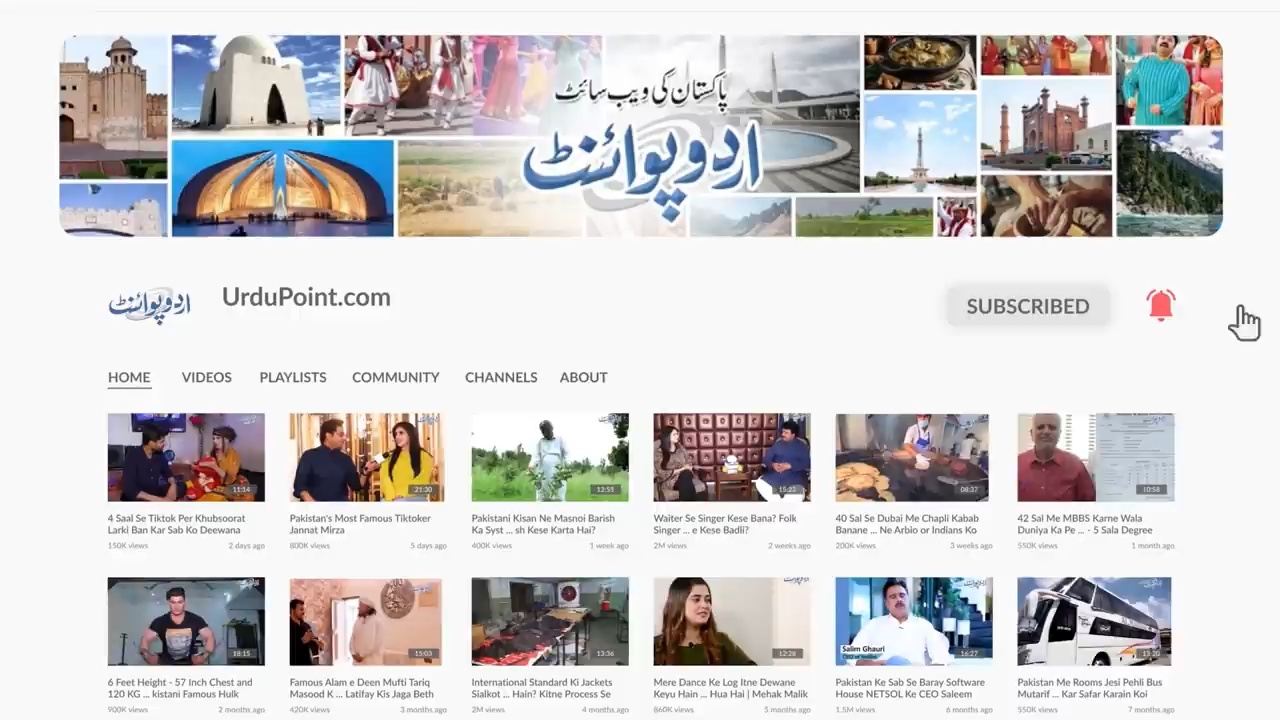 پاکستان کی ویب سائٹ
اردو پوائنٹ
اردو پوائنٹ
UrduPoint.com
SUBSCRIBED
HOME
VIDEOS
PLAYLISTS
COMMUNITY
CHANNELS
ABOUT
11:14
21:30
12:55
15:23
08:37
10:58
4 Saal Se Tiktok Per Khubsoorat
Larki Ban Kar Sab Ko Deewana
150K views
2 days ago
Pakistan's Most Famous Tiktoker
Jannat Mirza
800K views
5 days ago
Pakistani Kisan Ne Masnoi Barish
Ka Syst ... sh Kese Karta Hai?
400K views
1 week ago
Waiter Se Singer Kese Bana? Folk
Singer ... e Kese Badli?
2M views
2 weeks ago
40 Sal Se Dubai Me Chapli Kabab
Banane ... Ne Arbio or Indians Ko
200K views
3 weeks ago
42 Sal Me MBBS Karne Wala
Duniya Ka Pe ... - 5 Sala Degree
550K views
1 month ago
18:15
15:03
13:36
12:28
Salim Ghauri
16:27
13:20
6 Feet Height - 57 Inch Chest and
120 KG ... kistani Famous Hulk
900K views
2 months ago
Famous Alam e Deen Mufti Tariq
Masood K ... Latifay Kis Jaga Beth
420K views
3 months ago
International Standard Ki Jackets
Sialkot ... Hain? Kitne Process Se
2M views
4 months ago
Mere Dance Ke Log Itne Dewane
Keyu Hain ... Hua Hai | Mehak Malik
860K views
5 months ago
Pakistan Ke Sab Se Baray Software
House NETSOL Ke CEO Saleem
1.5M views
6 months ago
Pakistan Me Rooms Jesi Pehli Bus
Mutarif ... Kar Safar Karain Koi
550K views
7 months ago